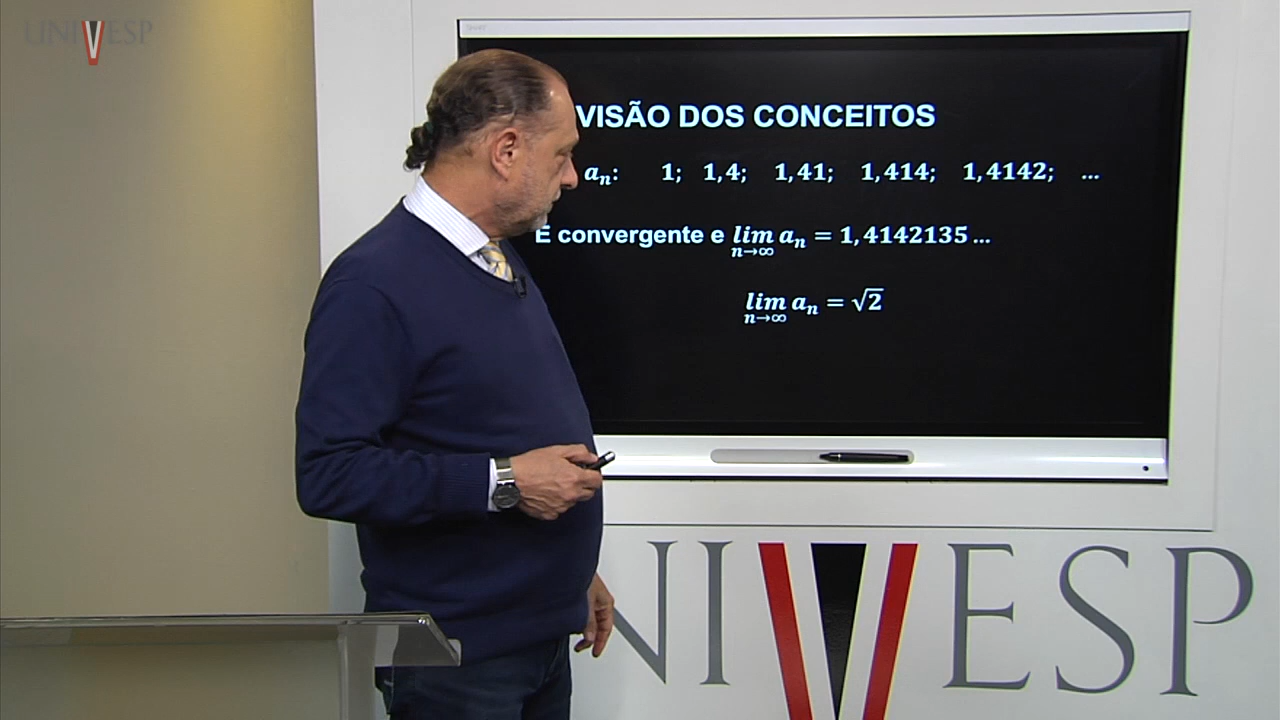 UNIVESP
VISÃO DOS CONCEITOS
aₙ: 1; 1,4; 1,41; 1,414; 1,4142; ...
É convergente e lim aₙ = 1,4142135 ...
n→∞
lim aₙ = √2
n→∞
NIVESP